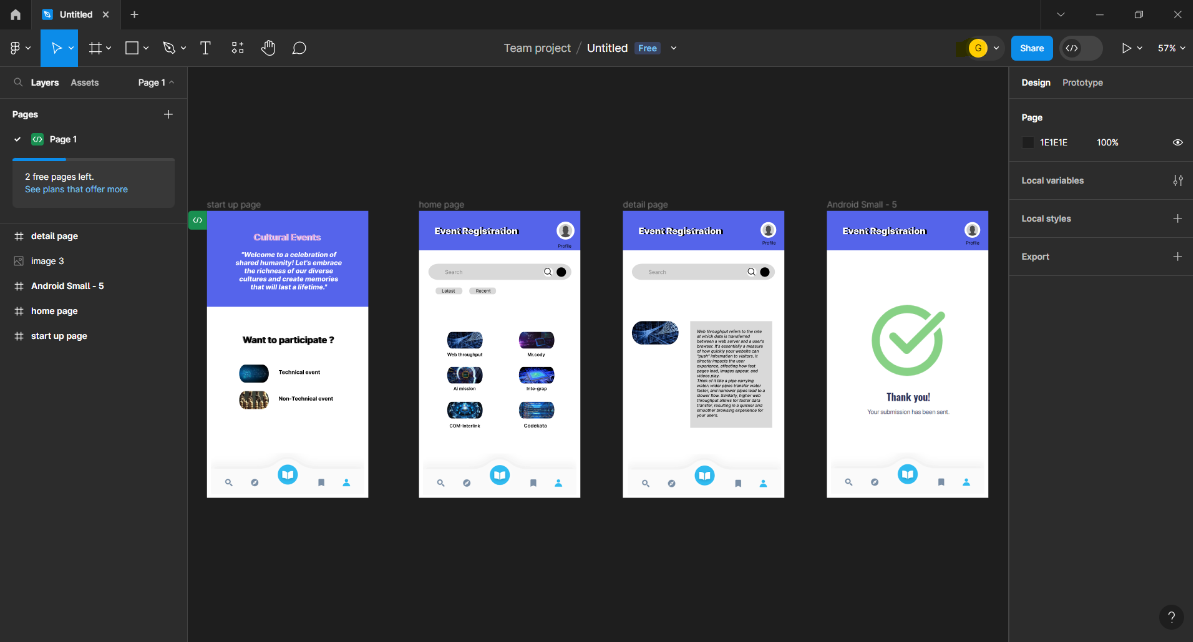 Untitled
Team project / Untitled Free
G
Share
57%
Layers
Assets
Page 1
Pages
Page 1
2 free pages left.
See plans that offer more
detail page
image 3
Android Small - 5
home page
start up page
start up page
Cultural Events
"Welcome to a celebration of
shared humanity! Let's embrace
the richness of our diverse
cultures and create memories
that will last a lifetime."
Want to participate ?
Technical event
Non-Technical event
home page
Event Registration
Profile
Search
Latest
Recent
Web throughput
Mr.cody
AI mission
Inter-grap
COM-Interlink
Codekata
detail page
Event Registration
Profile
Search
Web throughput refers to the rate
at which data is transferred
between a web server and a user's
browser. It's essentially a measure
of how quickly your website can
"push" information to visitors. It
directly impacts the user
experience, affecting how fast
pages load, images appear, and
videos play.
Think of it like a pipe carrying
water: wider pipes transfer water
faster, and narrower pipes lead to a
slower flow. Similarly, higher web
throughput allows for faster data
transfer, resulting in a quicker and
smoother browsing experience for
your users.
Android Small - 5
Event Registration
Profile
Thank you!
Your submission has been sent.
Design
Prototype
Page
1E1E1E
100%
Local variables
Local styles
Export
?